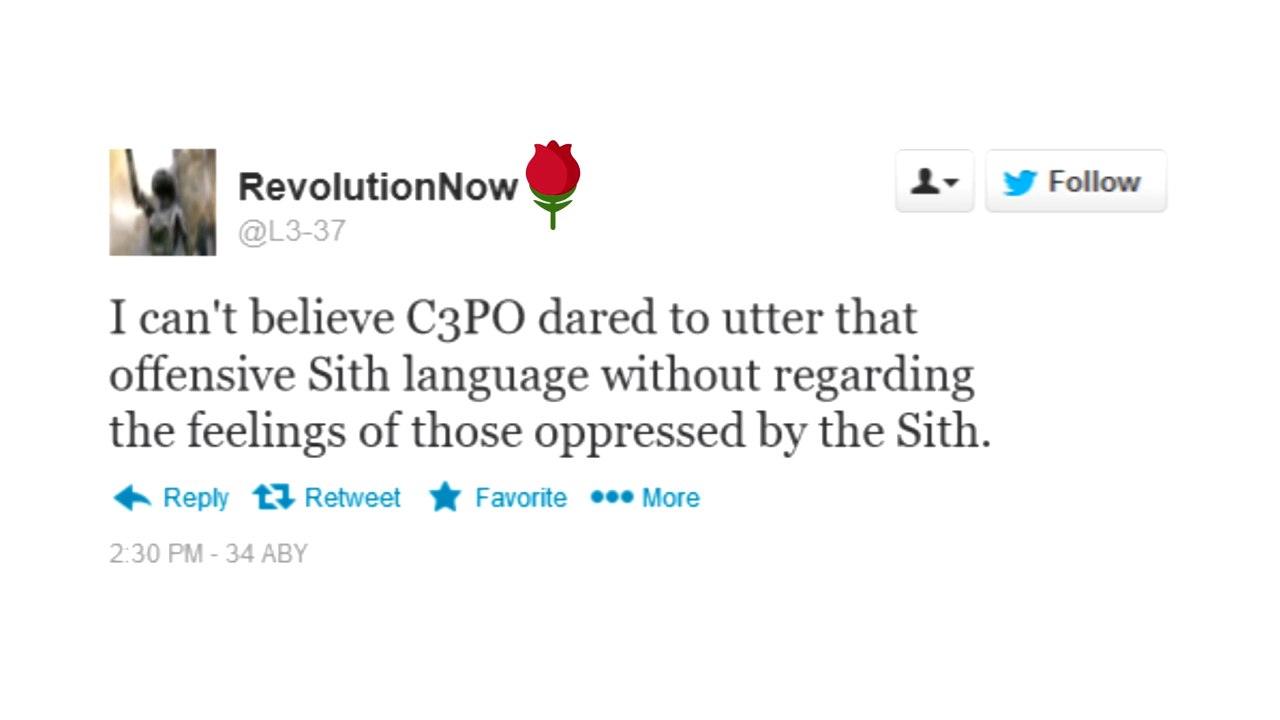 RevolutionNow
@L3-37
Follow
I can't believe C3PO dared to utter that
offensive Sith language without regarding
the feelings of those oppressed by the Sith.
Reply Retweet Favorite More
2:30 PM - 34 ABY